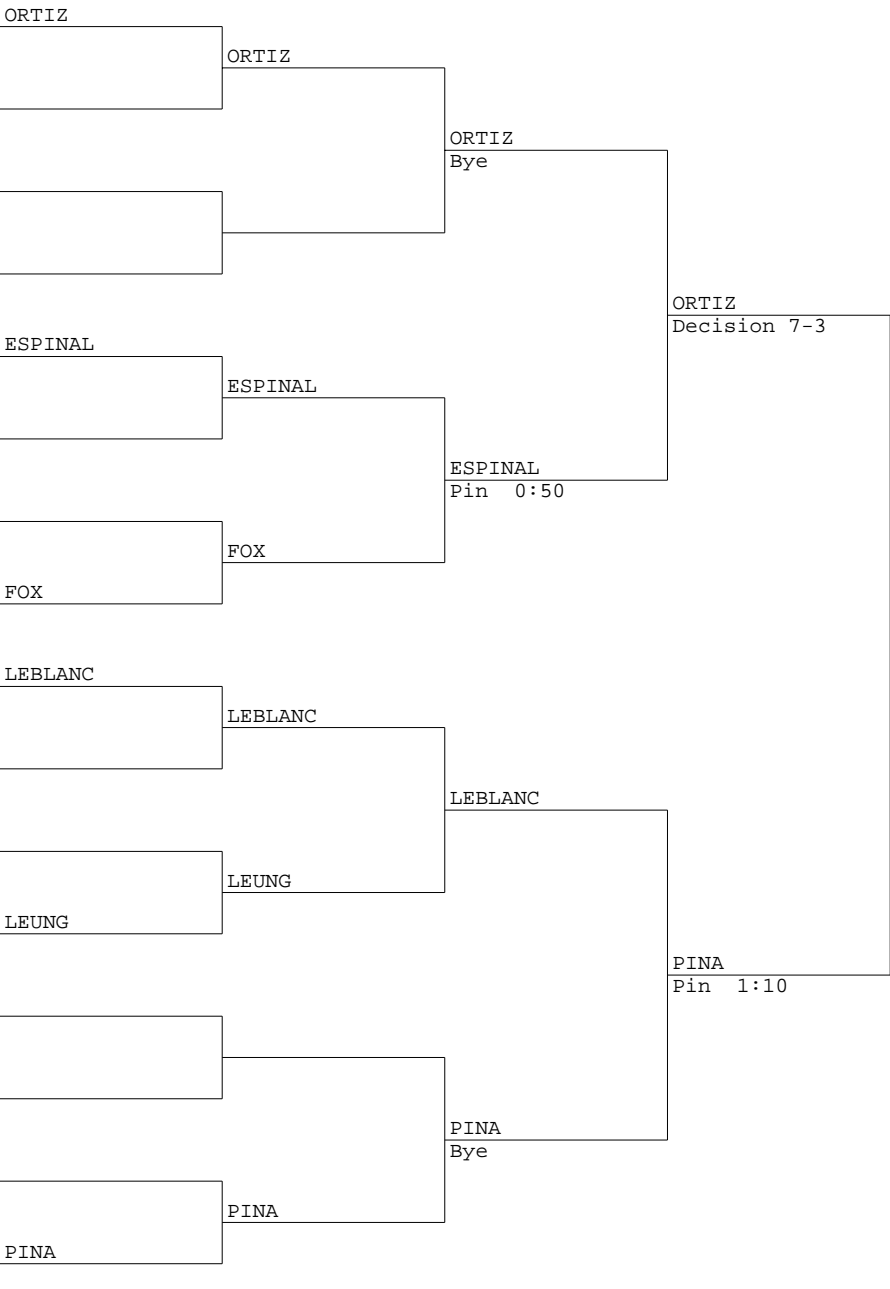 ORTIZ
ORTIZ
ORTIZ
Bye
ORTIZ
Decision 7-3
ESPINAL
ESPINAL
ESPINAL
Pin 0:50
FOX
FOX
LEBLANC
LEBLANC
LEBLANC
LEUNG
LEUNG
PINA
Pin 1:10
PINA
Bye
PINA
PINA